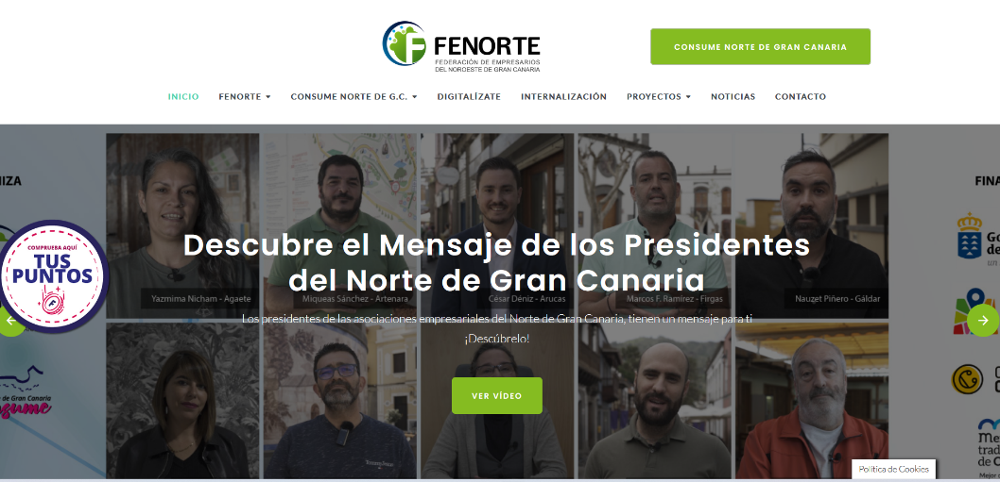 FENORTE
FEDERACIÓN DE EMPRESARIOS
DEL NOROESTE DE GRAN CANARIA
CONSUME NORTE DE GRAN CANARIA
INICIO
FENORTE
CONSUME NORTE DE G.C.
DIGITALÍZATE
INTERNALIZACIÓN
PROYECTOS
NOTICIAS
CONTACTO
IZA
FINA
COMPRUEBA AQUÍ
TUS
PUNTOS
Descubre el Mensaje de los Presidentes
del Norte de Gran Canaria
Yazmima Nicham - Agaete
Miqueas Sánchez - Artenara
César Déniz - Arucas
Marcos F. Ramírez - Firgas
Nauzet Piñero - Gáldar
Los presidentes de las asociaciones empresariales del Norte de Gran Canaria, tienen un mensaje para ti
¡Descúbrelo!
VER VÍDEO
Go
de
un
e de Gran Canaria
sume
C
Me
trad
de C
Mejor
Política de Cookies